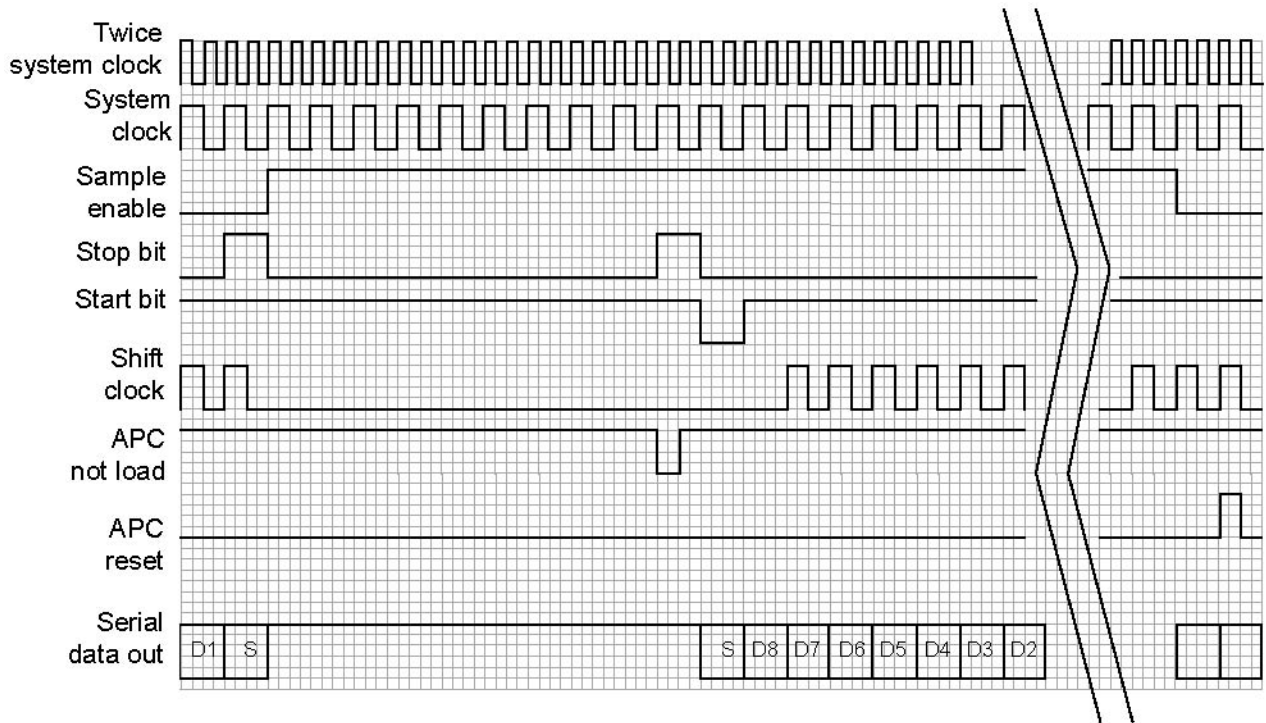 Twice
system clock
System
clock
Sample
enable
Stop bit
Start bit
Shift
clock
APC
not load
APC
reset
Serial
data out
D1 S S D8 D7 D6 D5 D4 D3 D2